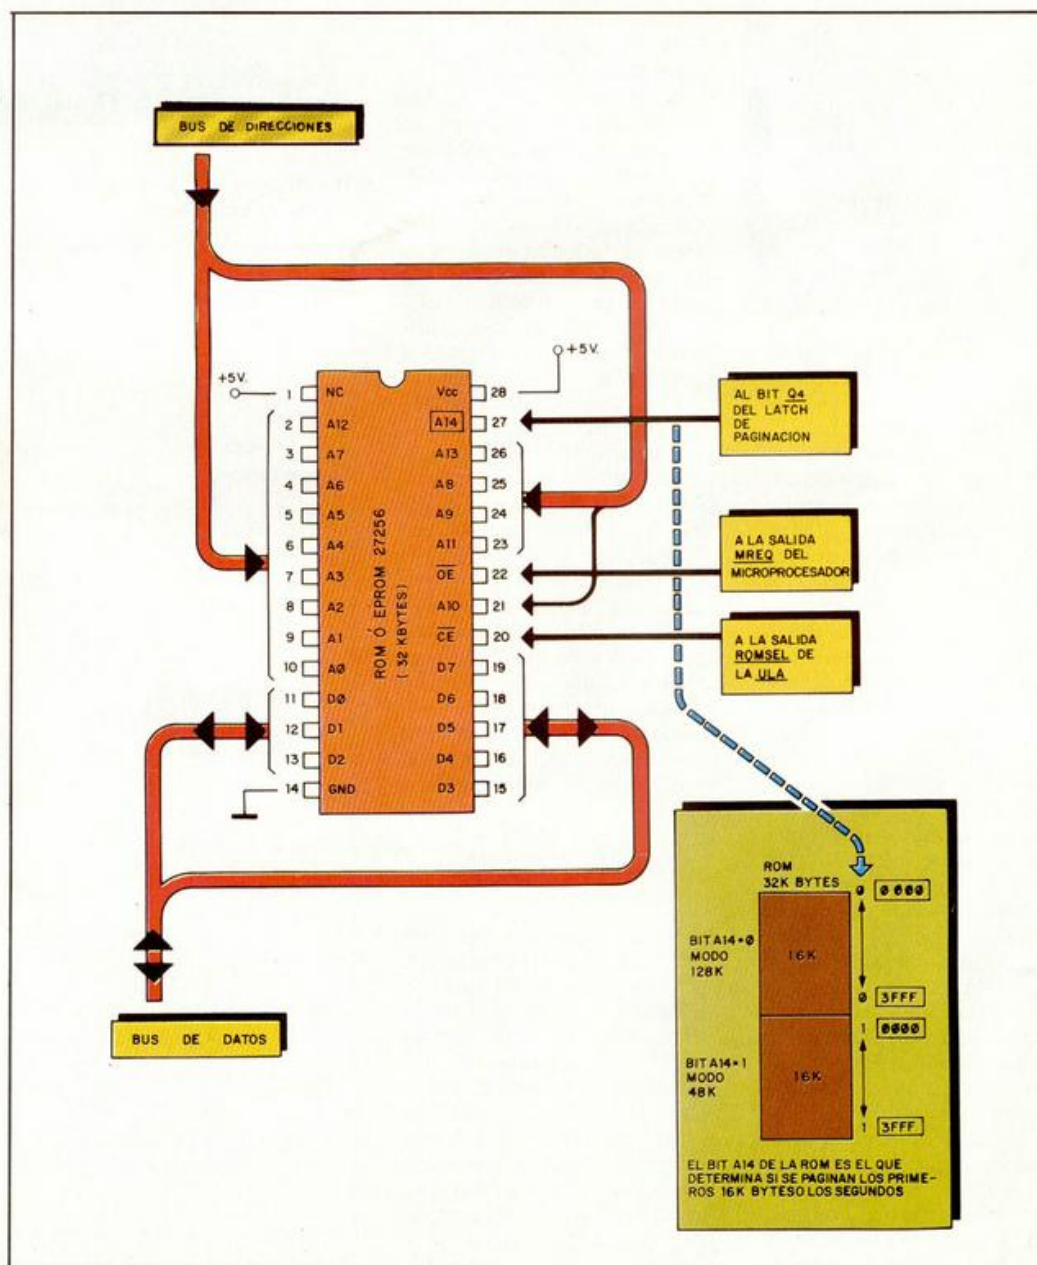 BUS DE DIRECCIONES
+5V.
+5V.
1 NC Vcc 28
2 A12 A14 27
3 A7 A13 26
4 A6 A8 25
5 A5 A9 24
6 A4 A11 23
7 A3 OE 22
8 A2 A10 21
9 A1 CE 20
10 A0 D7 19
11 D0 D6 18
12 D1 D5 17
13 D2 D4 16
14 GND D3 15
ROM Ó EPROM 27256
(32 KBYTES)
AL BIT Q4
DEL LATCH
DE
PAGINACION
A LA SALIDA
MREQ DEL
MICROPROCESADOR
A LA SALIDA
ROMSEL DE
LA ULA
BUS DE DATOS
ROM
32K BYTES
0 0000
BIT A14=0
MODO
128K
16K
0 3FFF
1 0000
BIT A14=1
MODO
48K
16K
1 3FFF
EL BIT A14 DE LA ROM ES EL QUE
DETERMINA SI SE PAGINAN LOS PRIME-
ROS 16K BYTESO LOS SEGUNDOS